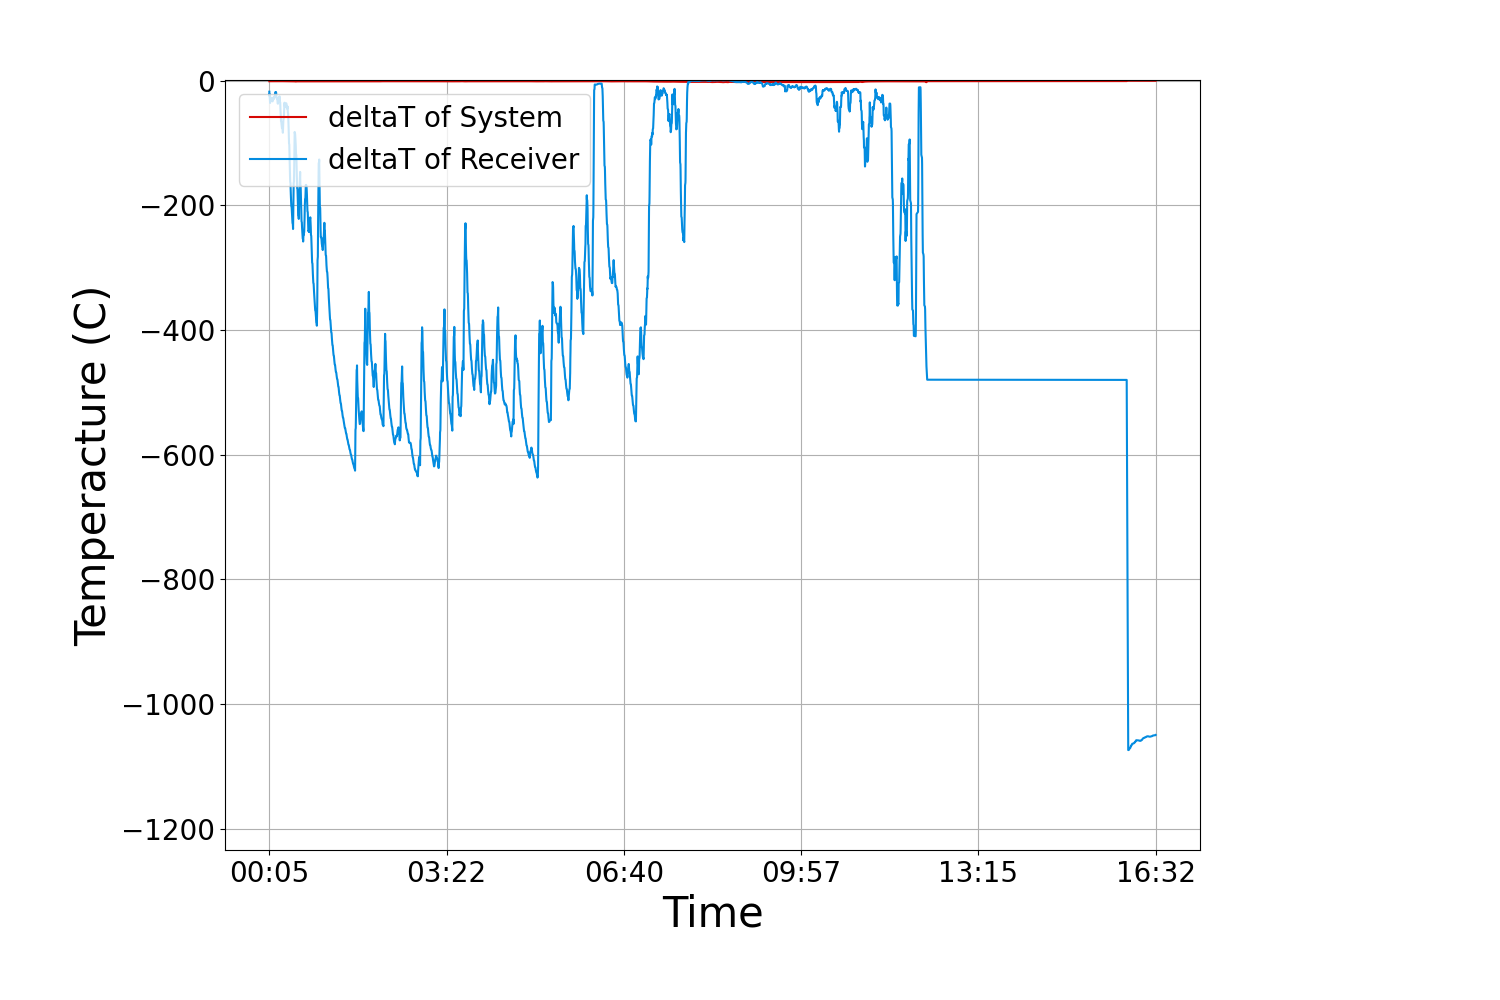 0
−200
−400
−600
−800
−1000
−1200
Temperacture (C)
deltaT of System
deltaT of Receiver
00:05 03:22 06:40 09:57 13:15 16:32
Time